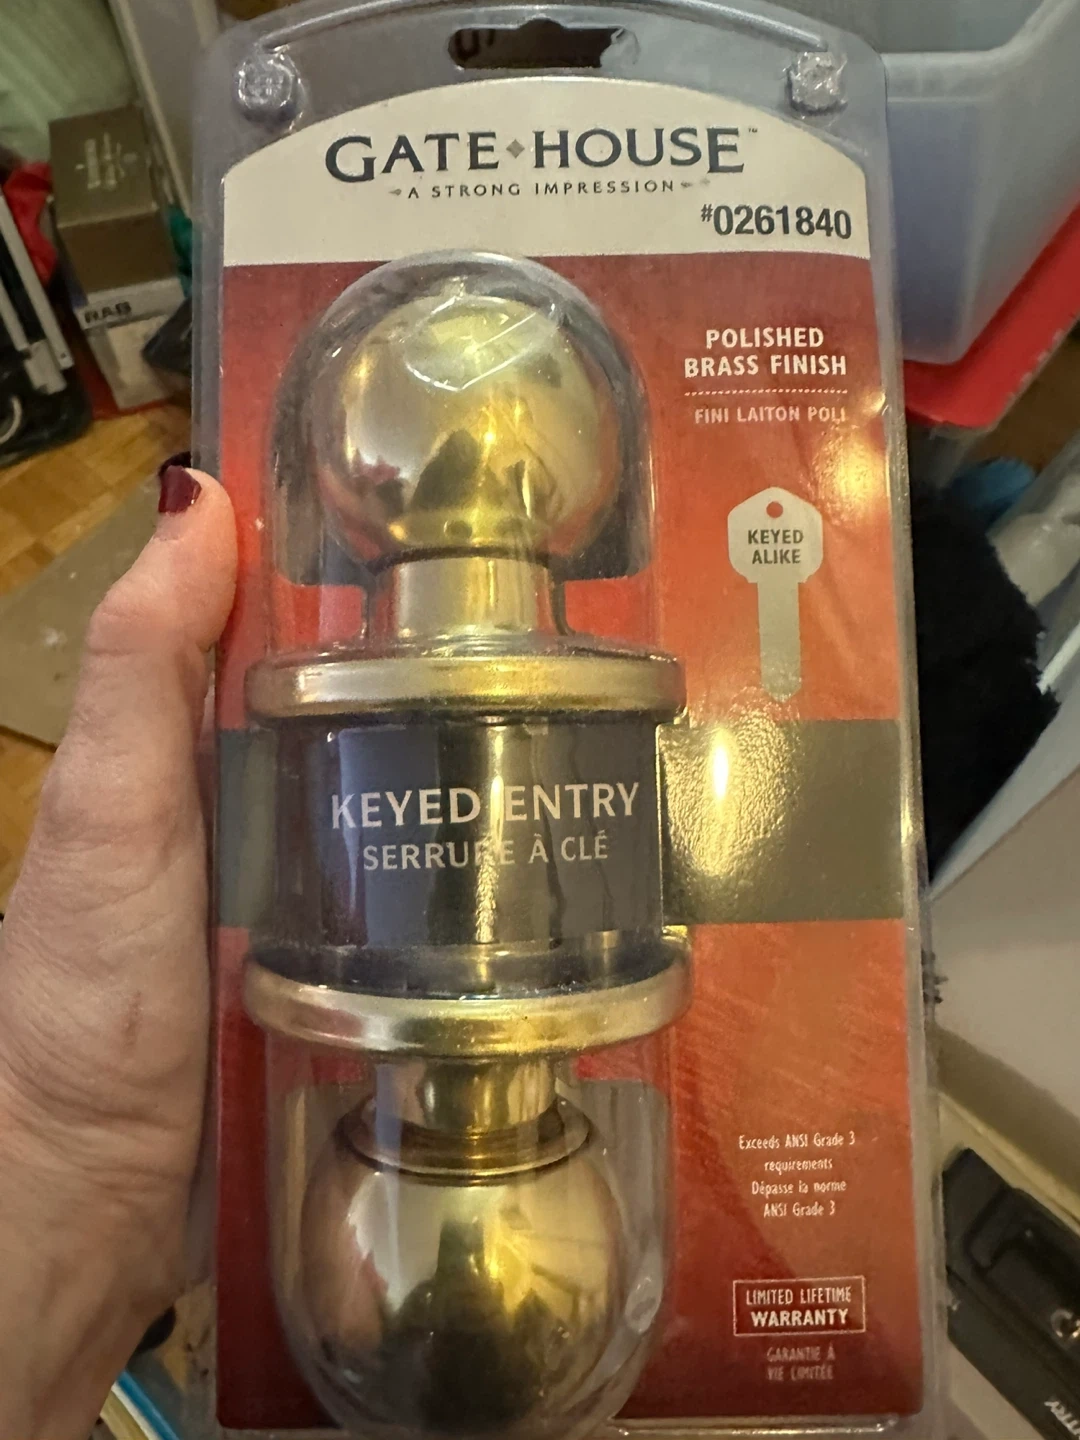 GATE HOUSE™
A STRONG IMPRESSION
#0261840
POLISHED
BRASS FINISH
FINI LAITON POLI
KEYED
ALIKE
KEYED ENTRY
SERRURE À CLÉ
Exceeds ANSI Grade 3
requirements
Dépasse la norme
ANSI Grade 3
LIMITED LIFETIME
WARRANTY
GARANTIE À
VIE LIMITÉE
RAB